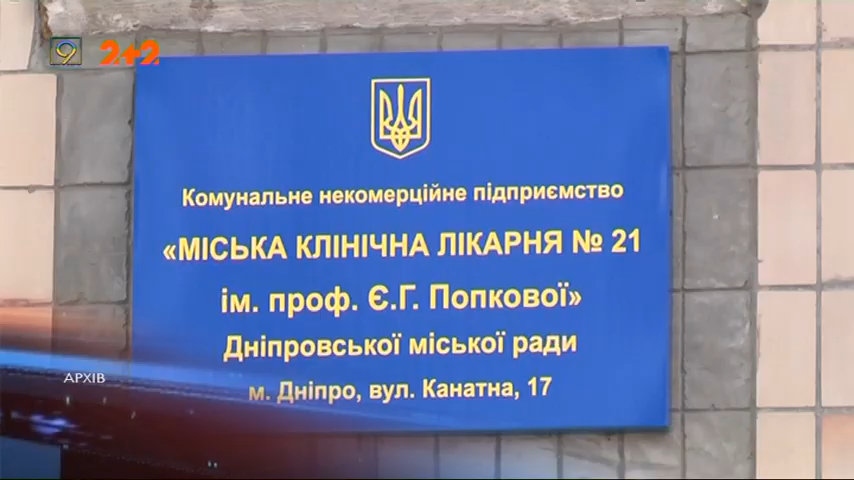 9 2+2
Комунальне некомерційне підприємство
«МІСЬКА КЛІНІЧНА ЛІКАРНЯ № 21
ім. проф. Є.Г. Попкової»
Дніпровської міської ради
м. Дніпро, вул. Канатна, 17
АРХІВ